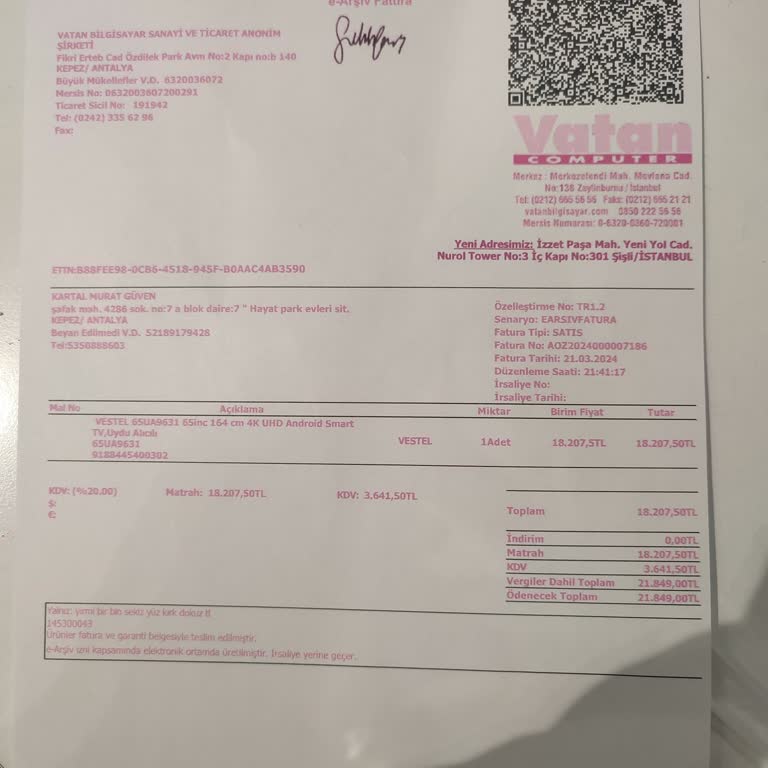 e-Arşiv Fatura
VATAN BİLGİSAYAR SANAYİ VE TİCARET ANONİM
ŞİRKETİ
Fikri Erteb Cad Özdilek Park Avm No:2 Kapı no:b 140
KEPEZ/ ANTALYA
Büyük Mükellefler V.D. 6320036072
Mersis No: 0632003607200291
Ticaret Sicil No: 191942
Tel: (0242) 335 62 96
Fax:
Vatan
COMPUTER
Merkez : Merkezefendi Mah. Mevlana Cad.
No:138 Zeytinburnu / İstanbul
Tel: (0212) 665 56 56 Faks: (0212) 665 21 21
vatanbilgisayar.com 0850 222 56 56
Mersis Numarası: 0-6320-0360-720001
Yeni Adresimiz: İzzet Paşa Mah. Yeni Yol Cad.
Nurol Tower No:3 İç Kapı No:301 Şişli/İSTANBUL
ETTN:B88FEE98-0CB6-4518-945F-B0AAC4AB3590
KARTAL MURAT GÜVEN
şafak mah. 4286 sok. no:7 a blok daire:7 " Hayat park evleri sit.
KEPEZ/ ANTALYA
Beyan Edilmedi V.D. 52189179428
Tel:5350888603
Özelleştirme No: TR1.2
Senaryo: EARSIVFATURA
Fatura Tipi: SATIS
Fatura No: AOZ2024000007186
Fatura Tarihi: 21.03.2024
Düzenleme Saati: 21:41:17
İrsaliye No:
İrsaliye Tarihi:
Mal No Açıklama Miktar Birim Fiyat Tutar
VESTEL 65UA9631 65inc 164 cm 4K UHD Android Smart
TV,Uydu Alıcılı
65UA9631 VESTEL 1Adet 18.207,5TL 18.207,50TL
9188445400302
KDV: (%20.00) Matrah: 18.207,50TL KDV: 3.641,50TL
$:
€:
Toplam 18.207,50TL
İndirim 0,00TL
Matrah 18.207,50TL
KDV 3.641,50TL
Vergiler Dahil Toplam 21.849,00TL
Ödenecek Toplam 21.849,00TL
Yalnız: yirmi bir bin sekiz yüz kırk dokuz tl
145300043
Ürünler fatura ve garanti belgesiyle teslim edilmiştir.
e-Arşiv izni kapsamında elektronik ortamda üretilmiştir. İrsaliye yerine geçer.